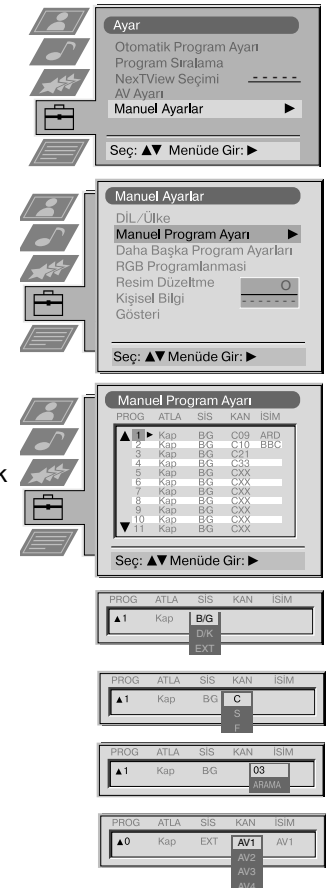 Ayar
Otomatik Program Ayarı
Program Sıralama
NexTView Seçimi - - - - -
AV Ayarı
Manuel Ayarlar ▶
Seç: ▲▼ Menüde Gir: ▶
Manuel Ayarlar
DİL/Ülke
Manuel Program Ayarı ▶
Daha Başka Program Ayarları
RGB Programlanmasi
Resim Düzeltme O
Kişisel Bilgi - - - - - - -
Gösteri
Seç: ▲▼ Menüde Gir: ▶
Manuel Program Ayarı
PROG ATLA SİS KAN İSİM
▲ 1 ▶ Kap B/G C09 ARD
2 Kap B/G C10 BBC
3 Kap B/G C21
4 Kap B/G C33
5 Kap B/G CXX
6 Kap B/G CXX
7 Kap B/G CXX
8 Kap B/G CXX
9 Kap B/G CXX
10 Kap B/G CXX
▼ 11 Kap B/G CXX
K
Seç: ▲▼ Menüde Gir: ▶
PROG ATLA SİS KAN İSİM
▲1 Kap B/G
D/K
EXT
PROG ATLA SİS KAN İSİM
▲1 Kap BG C
S
F
PROG ATLA SİS KAN İSİM
▲1 Kap BG 03
ARAMA
PROG ATLA SİS KAN İSİM
▲0 Kap EXT AV1 AV1
AV2
AV3
AV4